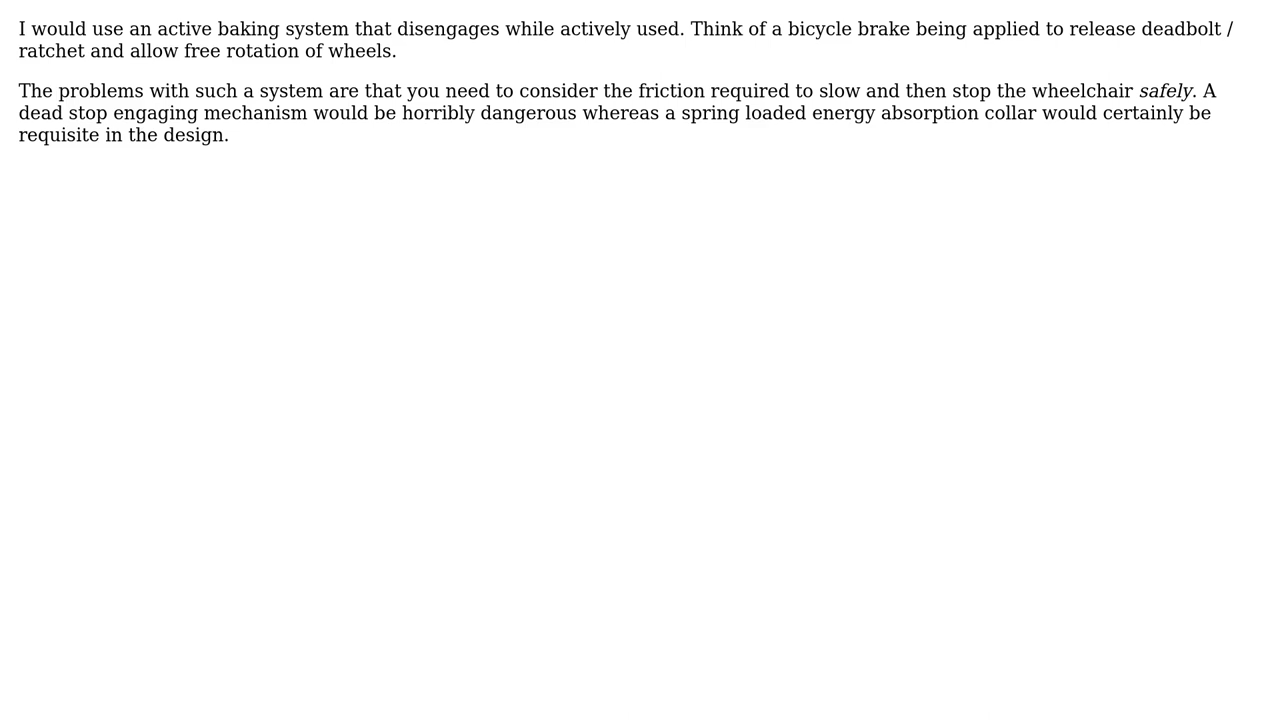 I would use an active baking system that disengages while actively used. Think of a bicycle brake being applied to release deadbolt /
ratchet and allow free rotation of wheels.
The problems with such a system are that you need to consider the friction required to slow and then stop the wheelchair safely. A
dead stop engaging mechanism would be horribly dangerous whereas a spring loaded energy absorption collar would certainly be
requisite in the design.